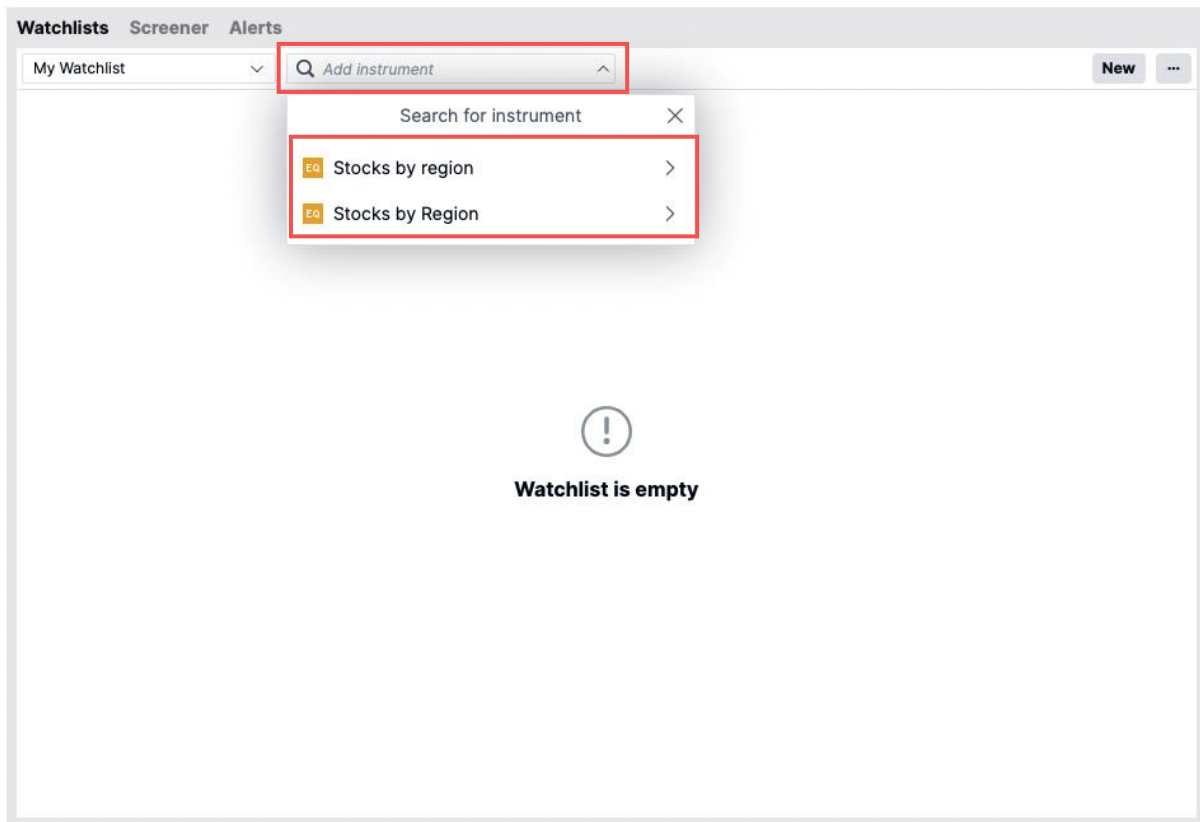 Watchlists Screener Alerts
My Watchlist Add instrument New ...
Search for instrument
EQ Stocks by region
EQ Stocks by Region
Watchlist is empty